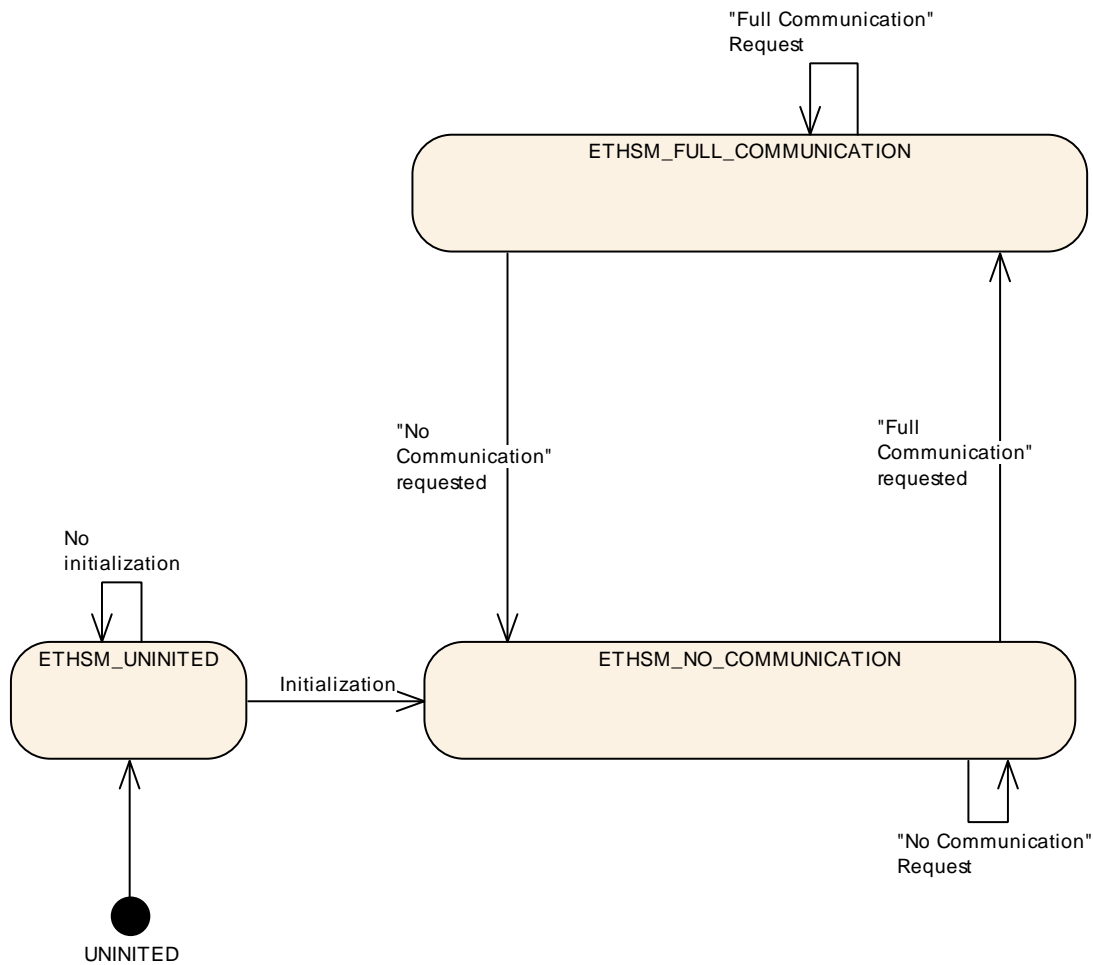 "Full Communication"
Request
ETHSM_FULL_COMMUNICATION
"No
Communication"
requested
"Full
Communication"
requested
No
initialization
ETHSM_UNINITED
Initialization
ETHSM_NO_COMMUNICATION
"No Communication"
Request
UNINITED